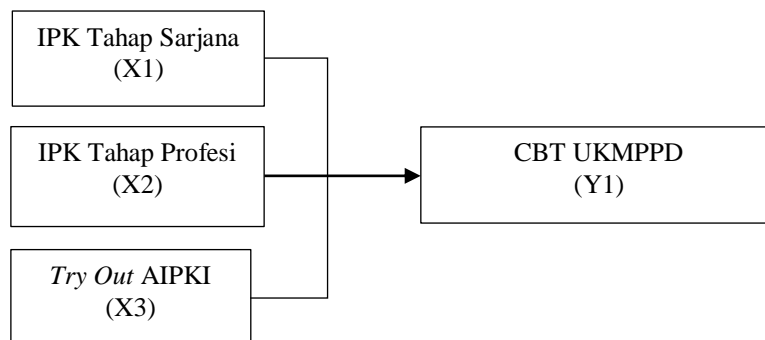 IPK Tahap Sarjana
(X1)
IPK Tahap Profesi
(X2)
CBT UKMPPD
(Y1)
Try Out AIPKI
(X3)